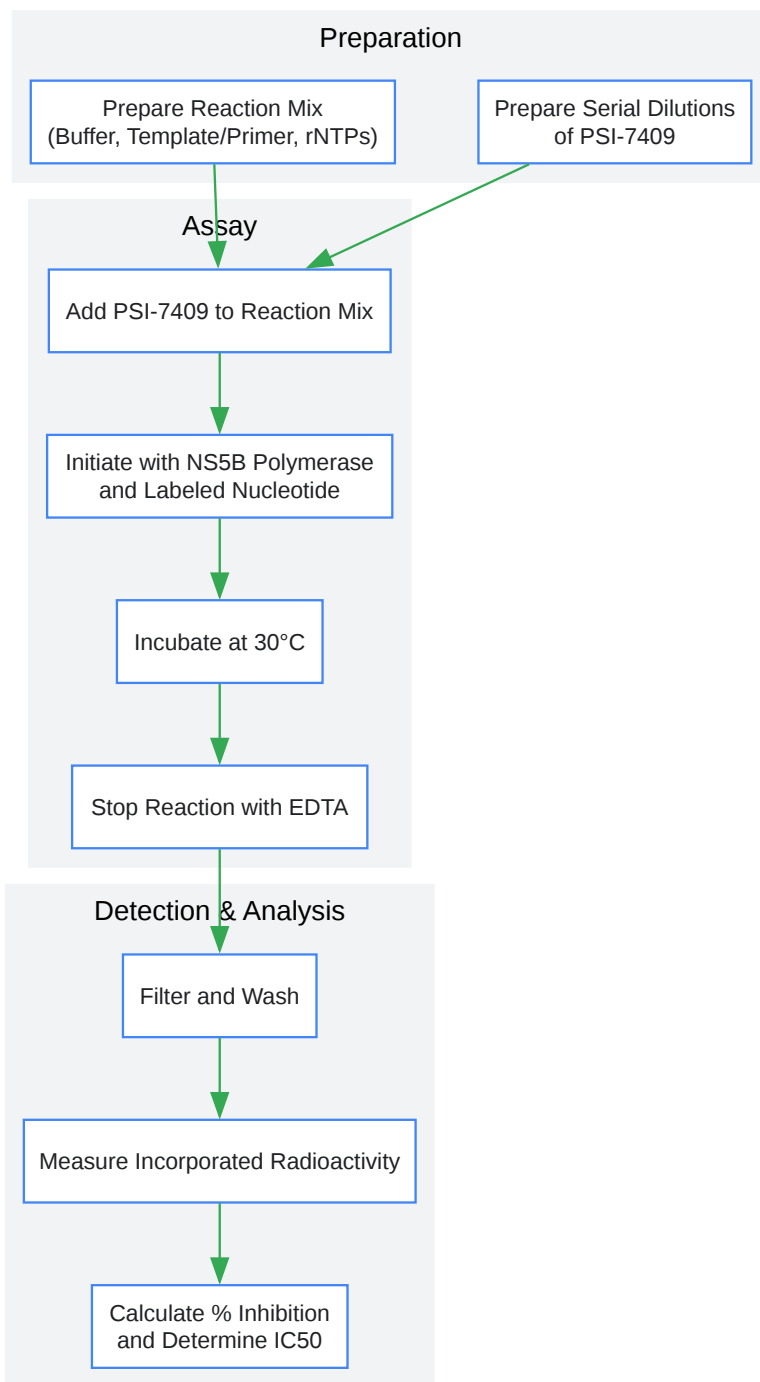 Preparation
Prepare Reaction Mix
(Buffer, Template/Primer, rNTPs)
Prepare Serial Dilutions
of PSI-7409
Assay
Add PSI-7409 to Reaction Mix
Initiate with NS5B Polymerase
and Labeled Nucleotide
Incubate at 30°C
Stop Reaction with EDTA
Detection & Analysis
Filter and Wash
Measure Incorporated Radioactivity
Calculate % Inhibition
and Determine IC50